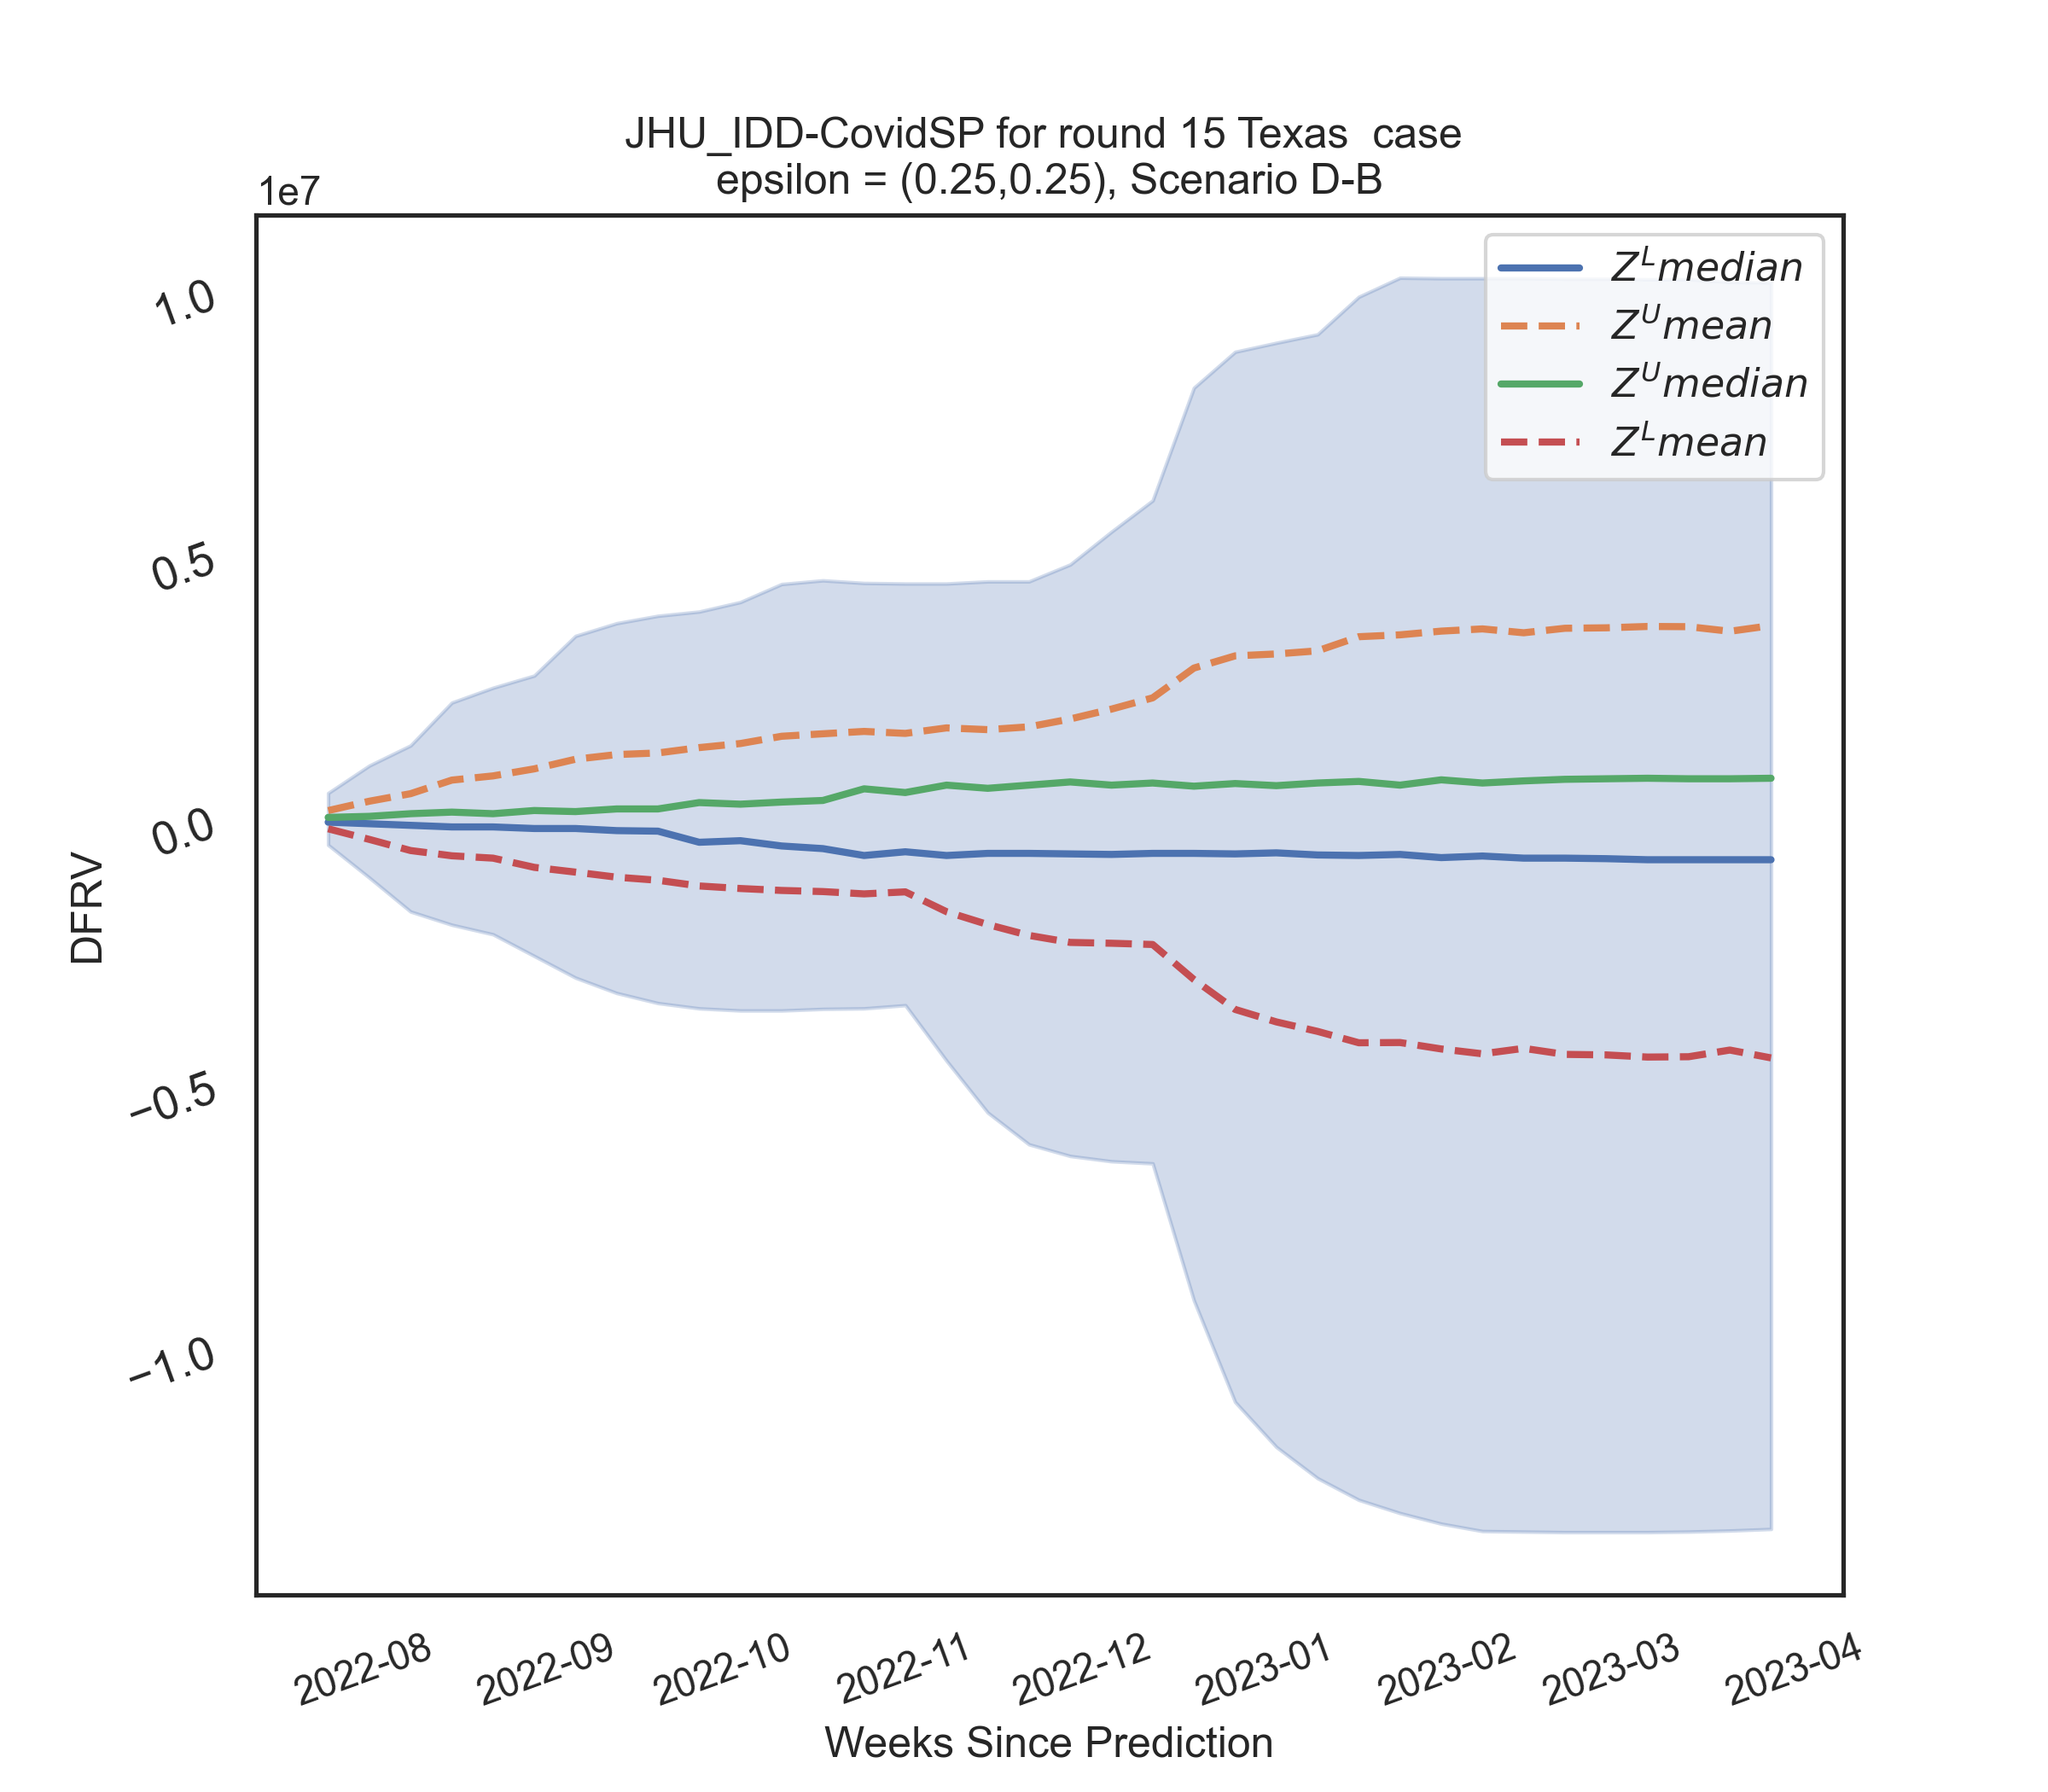 JHU_IDD-CovidSP for round 15 Texas  case
epsilon = (0.25,0.25), Scenario D-B
1e7
Z^L median
Z^U mean
Z^U median
Z^L mean
1.0
0.5
0.0
−0.5
−1.0
DFRV
2022-08
2022-09
2022-10
2022-11
2022-12
2023-01
2023-02
2023-03
2023-04
Weeks Since Prediction